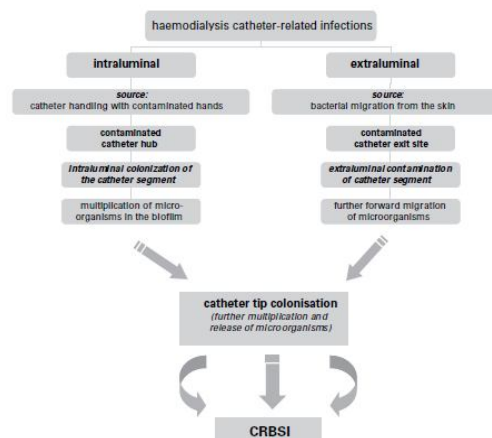 haemodialysis catheter-related infections
intraluminal
source:
catheter handling with contaminated hands
contaminated
catheter hub
intraluminal colonization of
the catheter segment
multiplication of micro-
organisms in the biofilm
extraluminal
source:
bacterial migration from the skin
contaminated
catheter exit site
extraluminal contamination
of catheter segment
further forward migration
of microorganisms
catheter tip colonisation
(further multiplication and
release of microorganisms)
CRBSI